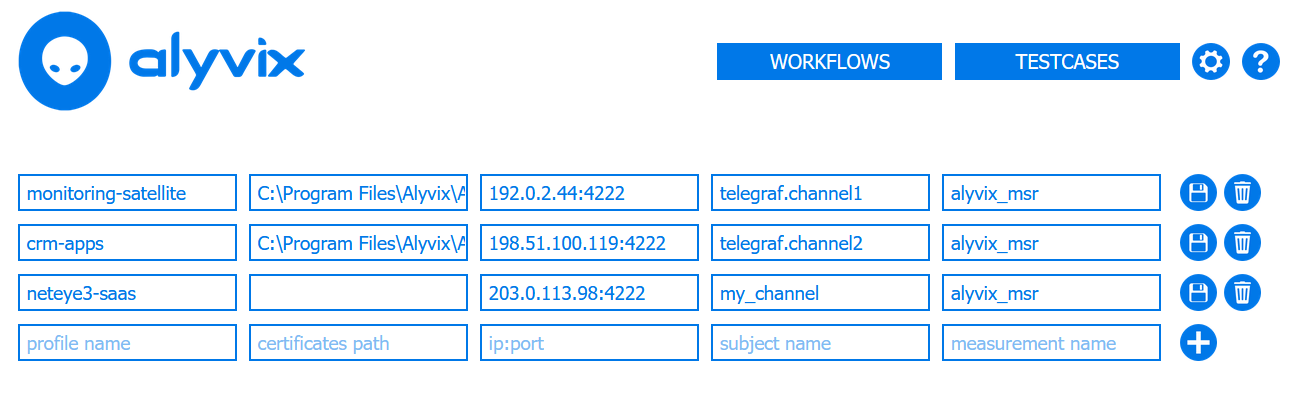 alyvix
WORKFLOWS TESTCASES ?
monitoring-satellite C:\Program Files\Alyvix\A 192.0.2.44:4222 telegraf.channel1 alyvix_msr
crm-apps C:\Program Files\Alyvix\A 198.51.100.119:4222 telegraf.channel2 alyvix_msr
neteye3-saas 203.0.113.98:4222 my_channel alyvix_msr
profile name certificates path ip:port subject name measurement name